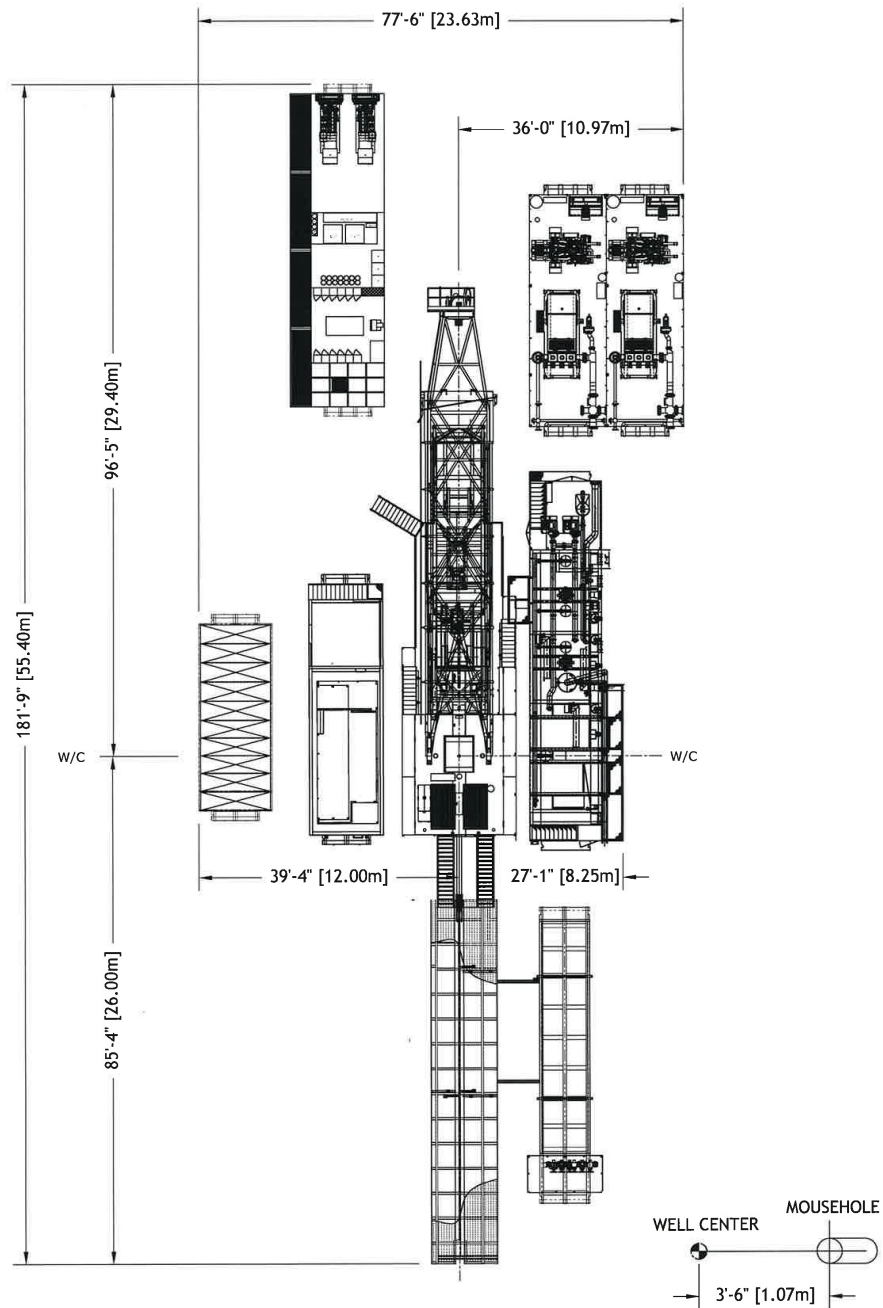 77'-6" [23.63m]
36'-0" [10.97m]
96'-5" [29.40m]
181'-9" [55.40m]
W/C
W/C
39'-4" [12.00m]
27'-1" [8.25m]
85'-4" [26.00m]
MOUSEHOLE
WELL CENTER
3'-6" [1.07m]